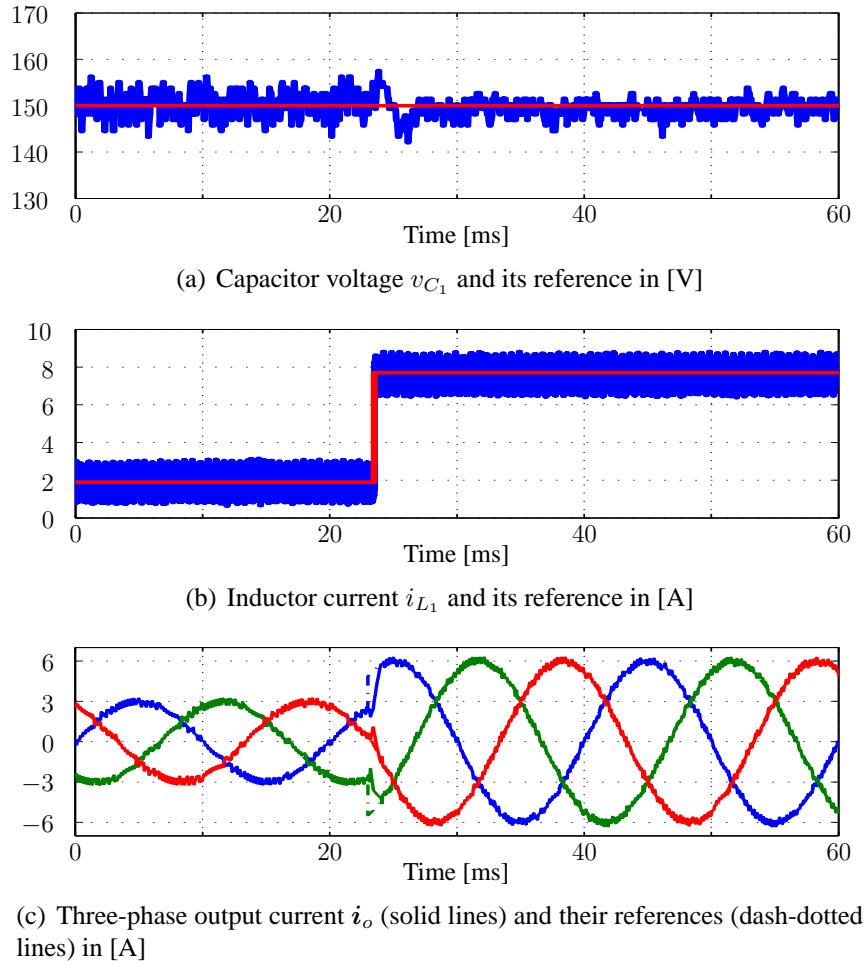 170
160
150
140
130
0 20 40 60
Time [ms]
(a) Capacitor voltage v_{C_1} and its reference in [V]
10
8
6
4
2
0
0 20 40 60
Time [ms]
(b) Inductor current i_{L_1} and its reference in [A]
6
3
0
−3
−6
0 20 40 60
Time [ms]
(c) Three-phase output current i_o (solid lines) and their references (dash-dotted
lines) in [A]